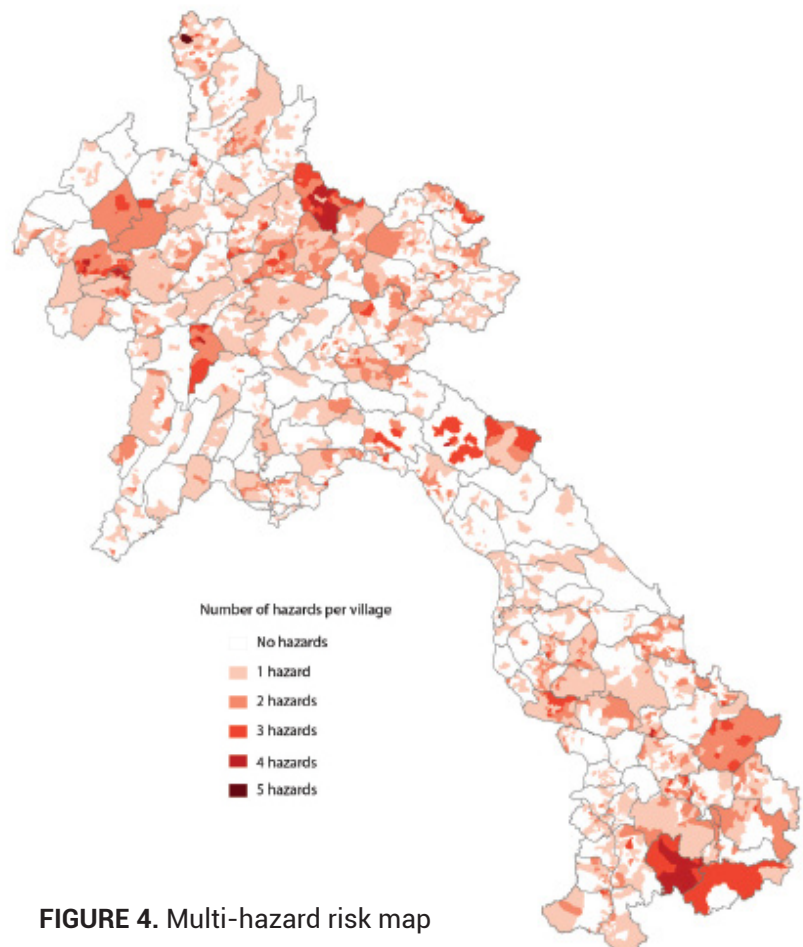 Number of hazards per village
No hazards
1 hazard
2 hazards
3 hazards
4 hazards
5 hazards
FIGURE 4. Multi-hazard risk map